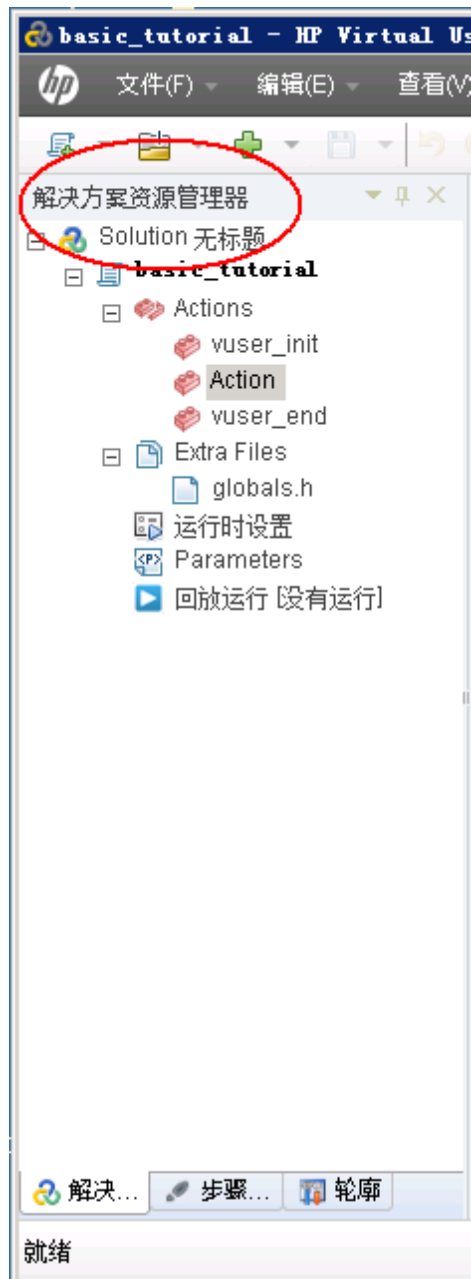 basic_tutorial - HP Virtual Us
hp 文件(F) 编辑(E) 查看(V)
解决方案资源管理器
Solution 无标题
basic_tutorial
Actions
vuser_init
Action
vuser_end
Extra Files
globals.h
运行时设置
Parameters
回放运行 [没有运行]
解决... 步骤... 轮廓
就绪